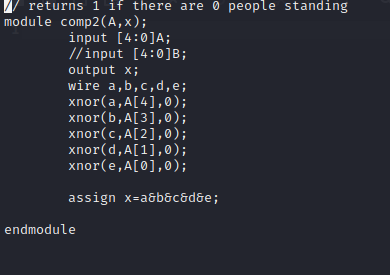 // returns 1 if there are 0 people standing
module comp2(A,x);
        input [4:0]A;
        //input [4:0]B;
        output x;
        wire a,b,c,d,e;
        xnor(a,A[4],0);
        xnor(b,A[3],0);
        xnor(c,A[2],0);
        xnor(d,A[1],0);
        xnor(e,A[0],0);
        assign x=a&b&c&d&e;
endmodule